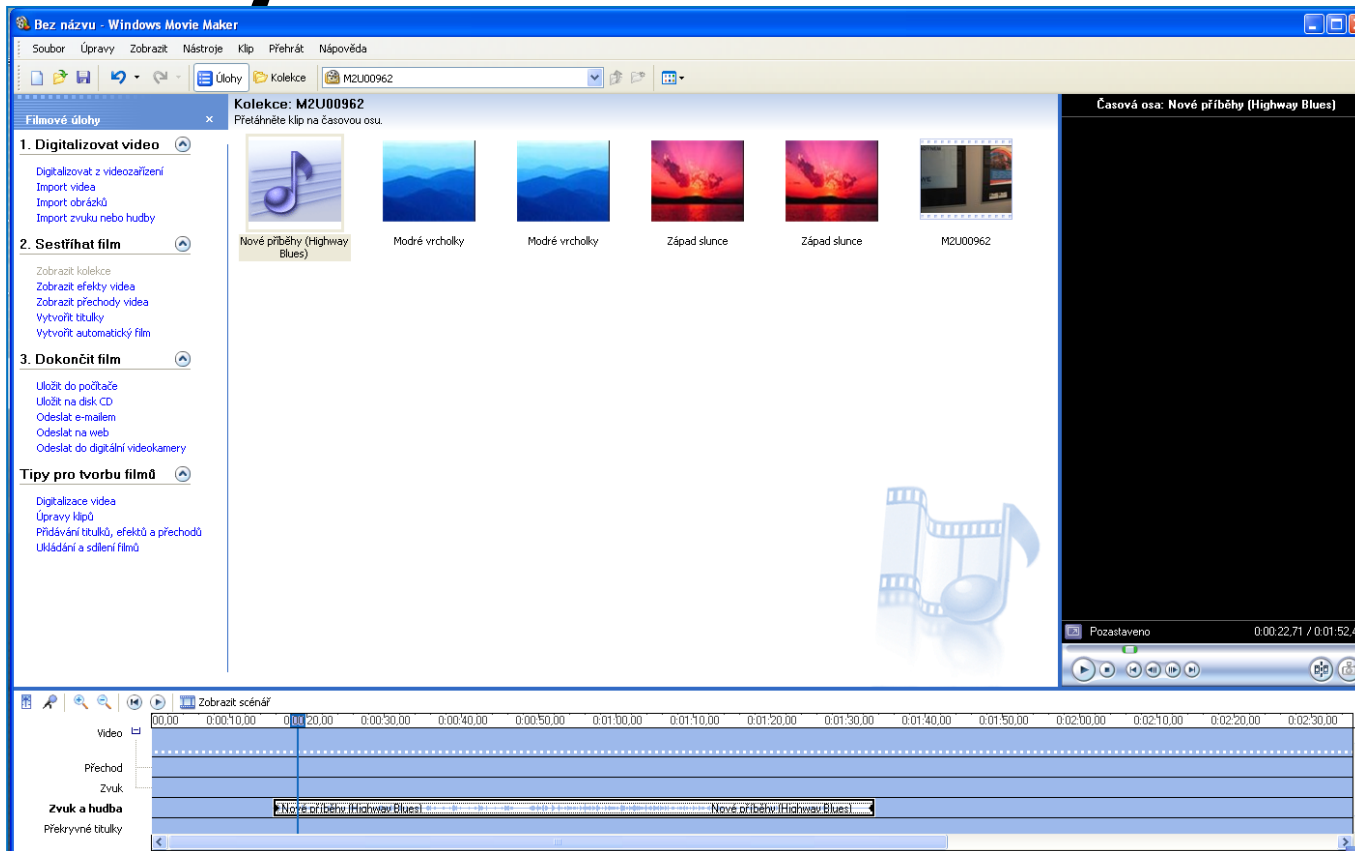 Bez názvu - Windows Movie Maker
Soubor Úpravy Zobrazit Nástroje Klip Přehrát Nápověda
Úlohy Kolekce M2U00962
Filmové úlohy
1. Digitalizovat video
Digitalizovat z videozařízení
Import videa
Import obrázků
Import zvuku nebo hudby
2. Sestříhat film
Zobrazit kolekce
Zobrazit efekty videa
Zobrazit přechody videa
Vytvořit titulky
Vytvořit automatický film
3. Dokončit film
Uložit do počítače
Uložit na disk CD
Odeslat e-mailem
Odeslat na web
Odeslat do digitální videokamery
Tipy pro tvorbu filmů
Digitalizace videa
Úpravy klipů
Přidávání titulků, efektů a přechodů
Ukládání a sdílení filmů
Kolekce: M2U00962
Přetáhněte klip na časovou osu.
Nové příběhy (Highway
Blues)
Modré vrcholky
Modré vrcholky
Západ slunce
Západ slunce
M2U00962
Časová osa: Nové příběhy (Highway Blues)
Pozastaveno 0:00:22,71 / 0:01:52,4
Zobrazit scénář
00,00 0:00:10,00 20,00 0:00:30,00 0:00:40,00 0:00:50,00 0:01:00,00 0:01:10,00 0:01:20,00 0:01:30,00 0:01:40,00 0:01:50,00 0:02:00,00 0:02:10,00 0:02:20,00 0:02:30,00
Video
Přechod
Zvuk
Zvuk a hudba
Nové příběhy (Highway Blues) Nové příběhy (Highway Blues)
Překryvné titulky